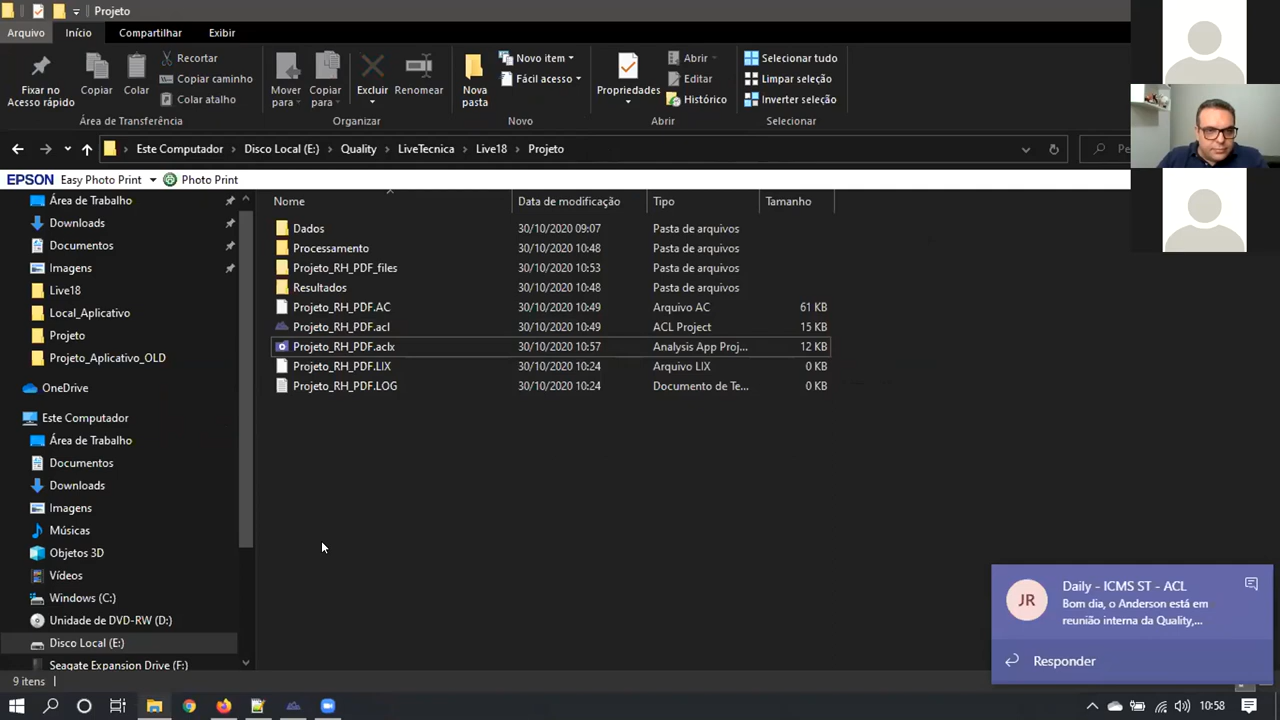 Projeto
Arquivo Início Compartilhar Exibir
Fixar no Acesso rápido
Copiar
Colar
Recortar
Copiar caminho
Colar atalho
Área de Transferência
Mover para
Copiar para
Excluir
Renomear
Organizar
Nova pasta
Novo item
Fácil acesso
Novo
Propriedades
Abrir
Editar
Histórico
Abrir
Selecionar tudo
Limpar seleção
Inverter seleção
Selecionar
Este Computador > Disco Local (E:) > Quality > LiveTecnica > Live18 > Projeto
EPSON Easy Photo Print Photo Print
Área de Trabalho
Downloads
Documentos
Imagens
Live18
Local_Aplicativo
Projeto
Projeto_Aplicativo_OLD
OneDrive
Este Computador
Área de Trabalho
Documentos
Downloads
Imagens
Músicas
Objetos 3D
Vídeos
Windows (C:)
Unidade de DVD-RW (D:)
Disco Local (E:)
Seagate Expansion Drive (F:)
Nome Data de modificação Tipo Tamanho
Dados 30/10/2020 09:07 Pasta de arquivos
Processamento 30/10/2020 10:48 Pasta de arquivos
Projeto_RH_PDF_files 30/10/2020 10:53 Pasta de arquivos
Resultados 30/10/2020 10:48 Pasta de arquivos
Projeto_RH_PDF.AC 30/10/2020 10:49 Arquivo AC 61 KB
Projeto_RH_PDF.acl 30/10/2020 10:49 ACL Project 15 KB
Projeto_RH_PDF.aclx 30/10/2020 10:57 Analysis App Proj... 12 KB
Projeto_RH_PDF.LIX 30/10/2020 10:24 Arquivo LIX 0 KB
Projeto_RH_PDF.LOG 30/10/2020 10:24 Documento de Te... 0 KB
JR
Daily - ICMS ST - ACL
Bom dia, o Anderson está em
reunião interna da Quality,...
Responder
9 itens
10:58